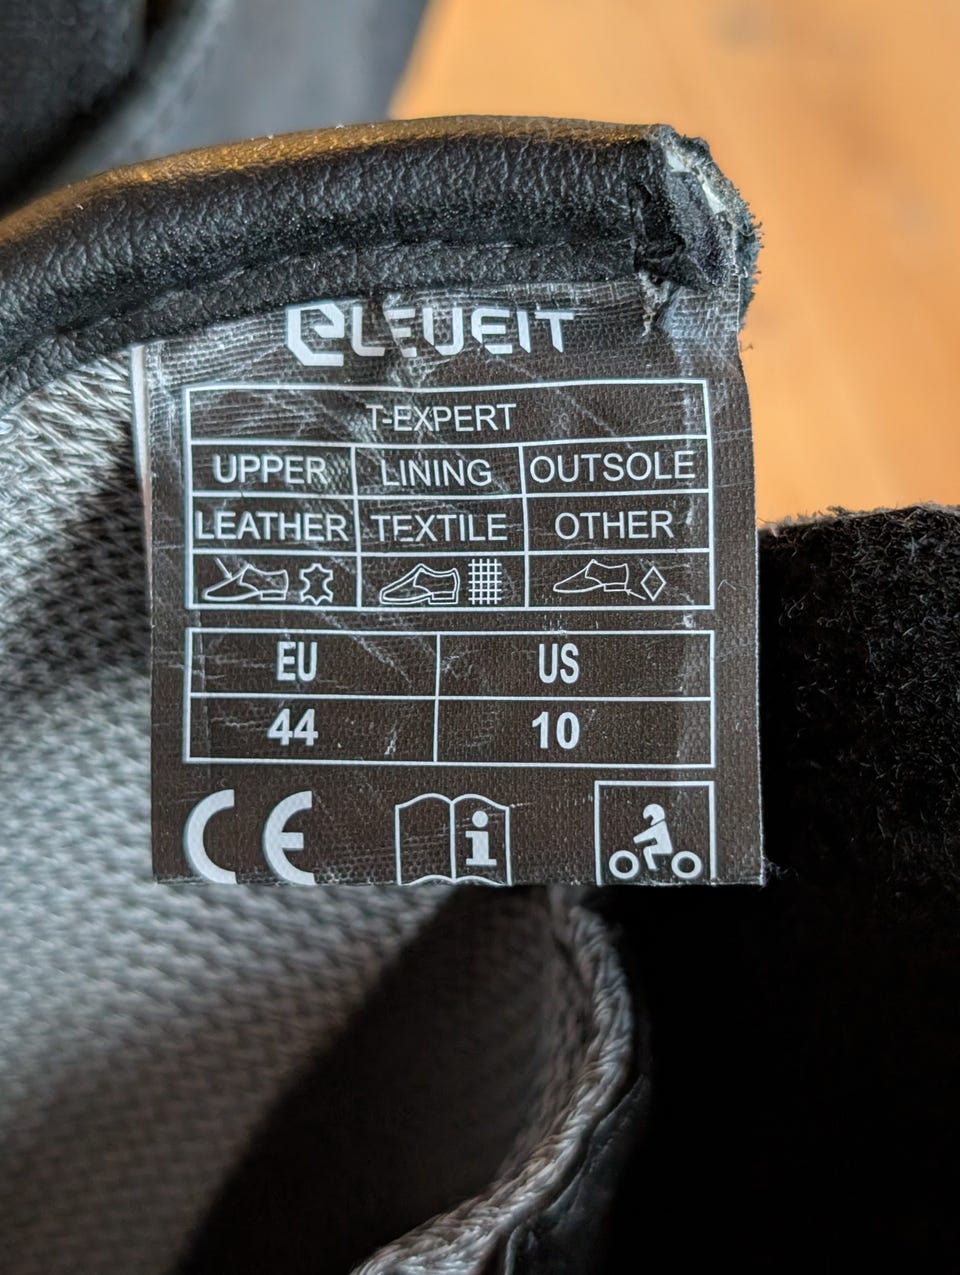 eLEVEIT
T-EXPERT
UPPER LINING OUTSOLE
LEATHER TEXTILE OTHER
EU US
44 10
CE i